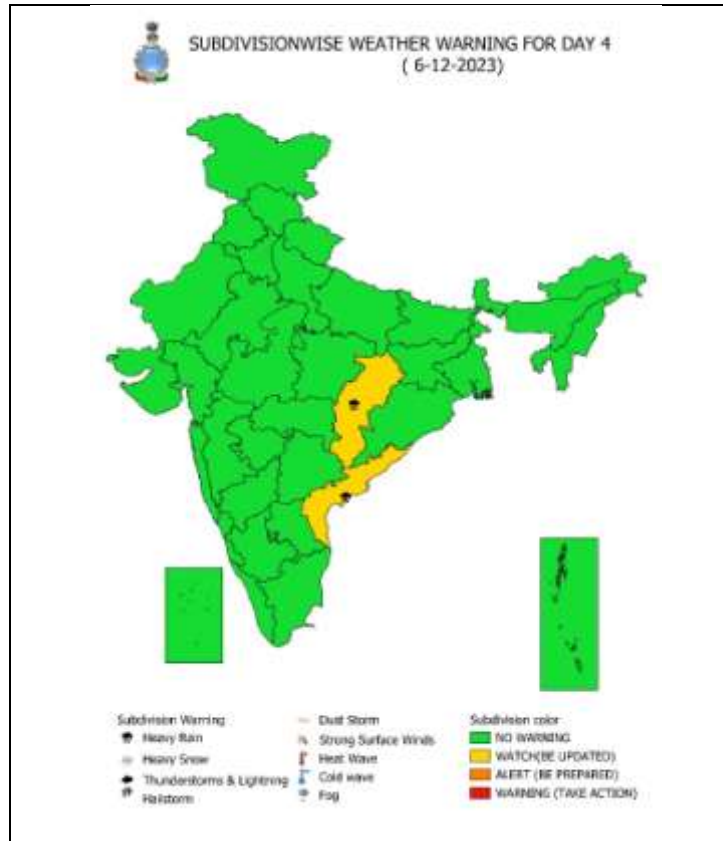 SUBDIVISIONWISE WEATHER WARNING FOR DAY 4
( 6-12-2023)
Subdivision Warning
Heavy Rain
Heavy Snow
Thunderstorms & Lightning
Hailstorm
Dust Storm
Strong Surface Winds
Heat Wave
Cold wave
Fog
Subdivision color
NO WARNING
WATCH(BE UPDATED)
ALERT (BE PREPARED)
WARNING (TAKE ACTION)